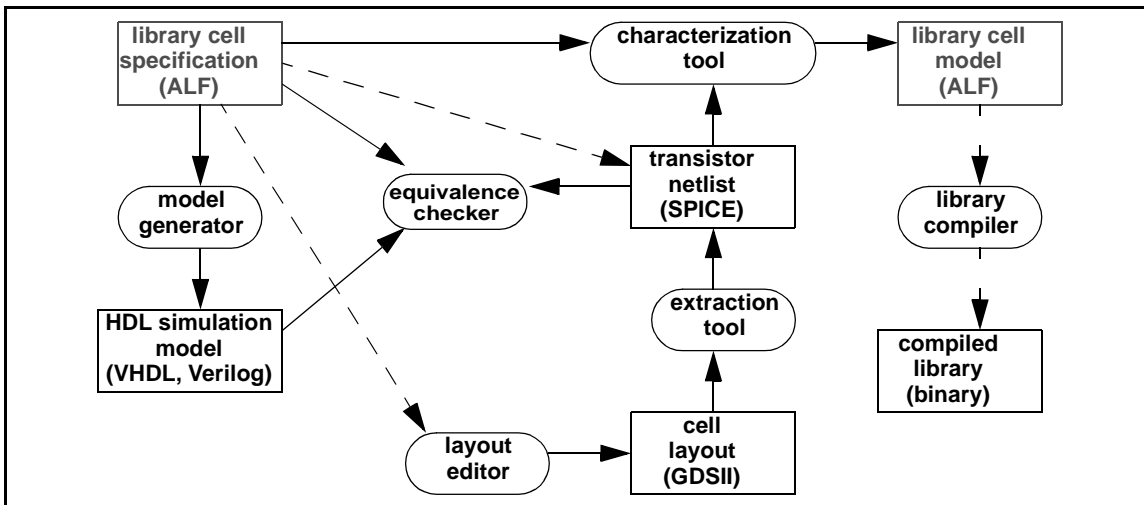 library cell
specification
(ALF)
characterization
tool
library cell
model
(ALF)
model
generator
equivalence
checker
transistor
netlist
(SPICE)
library
compiler
HDL simulation
model
(VHDL, Verilog)
extraction
tool
compiled
library
(binary)
layout
editor
cell
layout
(GDSII)